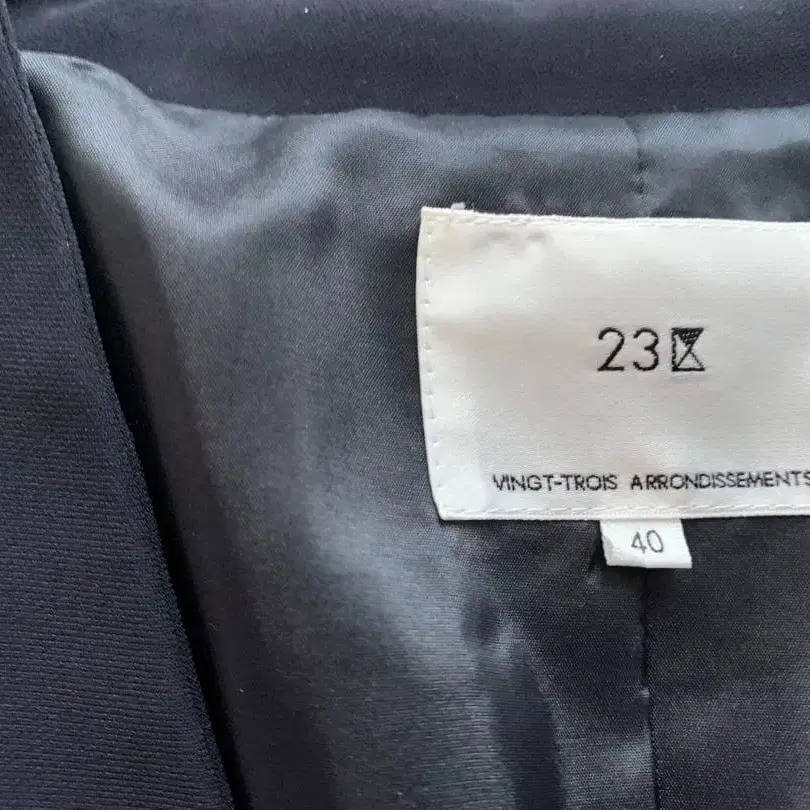 23区
VINGT-TROIS ARRONDISSEMENTS
40